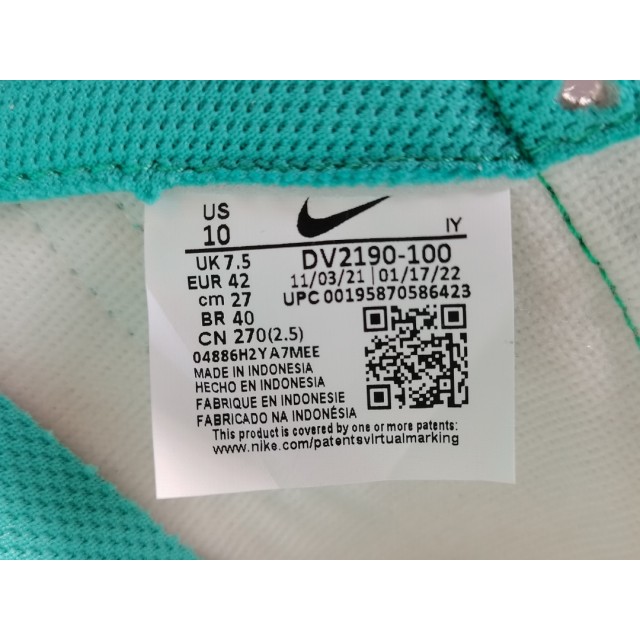 US
10
IY
UK 7.5
EUR 42
cm 27
BR 40
CN 270(2.5)
DV2190-100
11/03/21 | 01/17/22
UPC 00195870586423
04886H2YA7MEE
MADE IN INDONESIA
HECHO EN INDONESIA
FABRIQUE EN INDONESIE
FABRICADO NA INDONÉSIA
This product is covered by one or more patents:
www.nike.com/patentsvirtualmarking